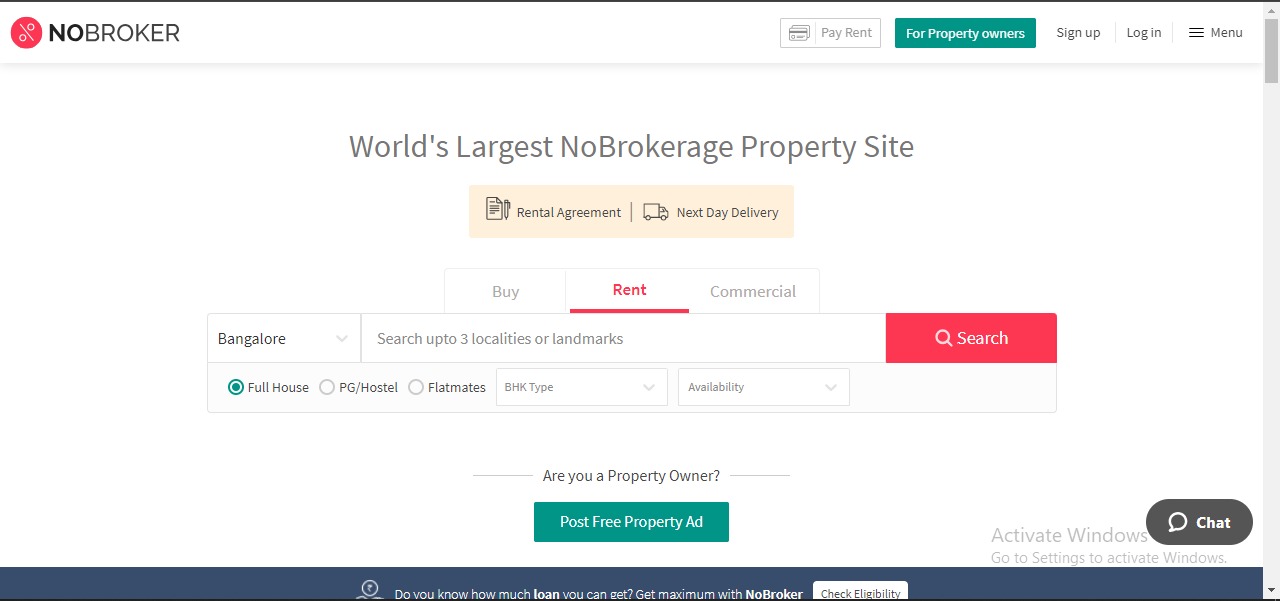 NOBROKER
Pay Rent
For Property owners
Sign up
Log in
Menu
World's Largest NoBrokerage Property Site
Rental Agreement | Next Day Delivery
Buy
Rent
Commercial
Bangalore
Search upto 3 localities or landmarks
Search
Full House
PG/Hostel
Flatmates
BHK Type
Availability
Are you a Property Owner?
Post Free Property Ad
Chat
Activate Windows
Go to Settings to activate Windows.
Do you know how much loan you can get? Get maximum with NoBroker
Check Eligibility